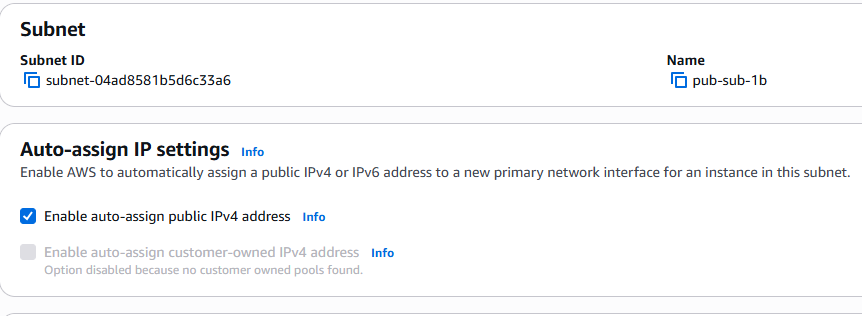 Subnet
Subnet ID
subnet-04ad8581b5d6c33a6
Name
pub-sub-1b
Auto-assign IP settings Info
Enable AWS to automatically assign a public IPv4 or IPv6 address to a new primary network interface for an instance in this subnet.
Enable auto-assign public IPv4 address Info
Enable auto-assign customer-owned IPv4 address Info
Option disabled because no customer owned pools found.